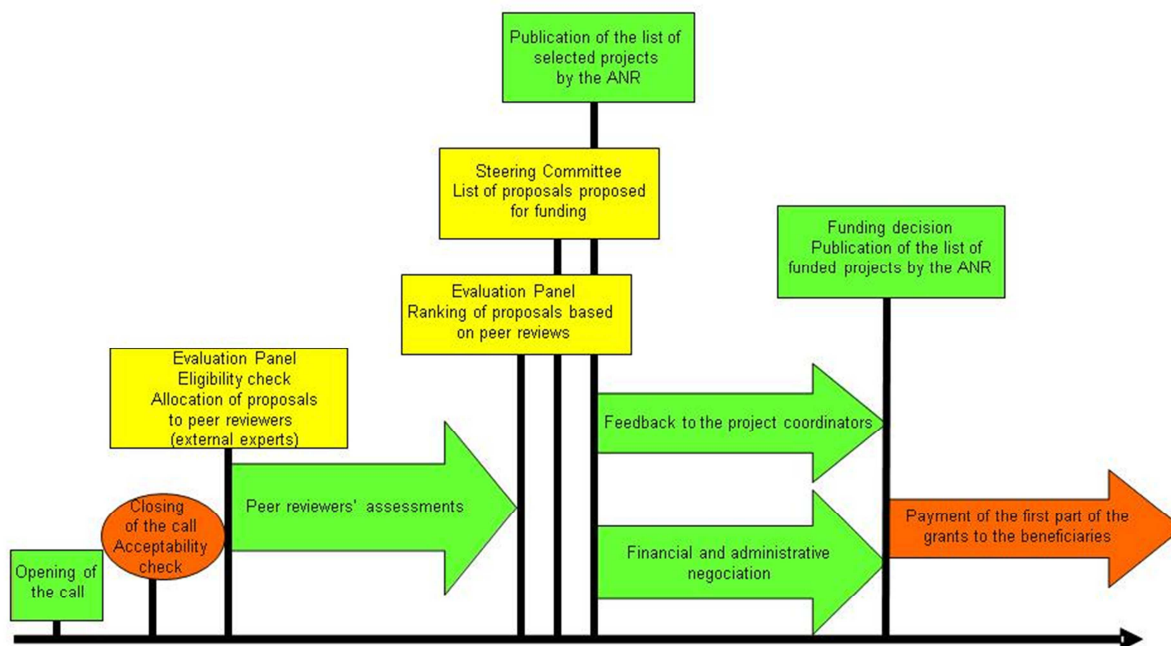 Publication of the list of
selected projects
by the ANR
Steering Committee
List of proposals proposed
for funding
Funding decision
Publication of the list of
funded projects by the ANR
Evaluation Panel
Ranking of proposals based
on peer reviews
Evaluation Panel
Eligibility check
Allocation of proposals
to peer reviewers
(external experts)
Feedback to the project coordinators
Closing
of the call
Acceptability
check
Peer reviewers' assessments
Payment of the first part of the
grants to the beneficiaries
Opening of
the call
Financial and administrative
negociation